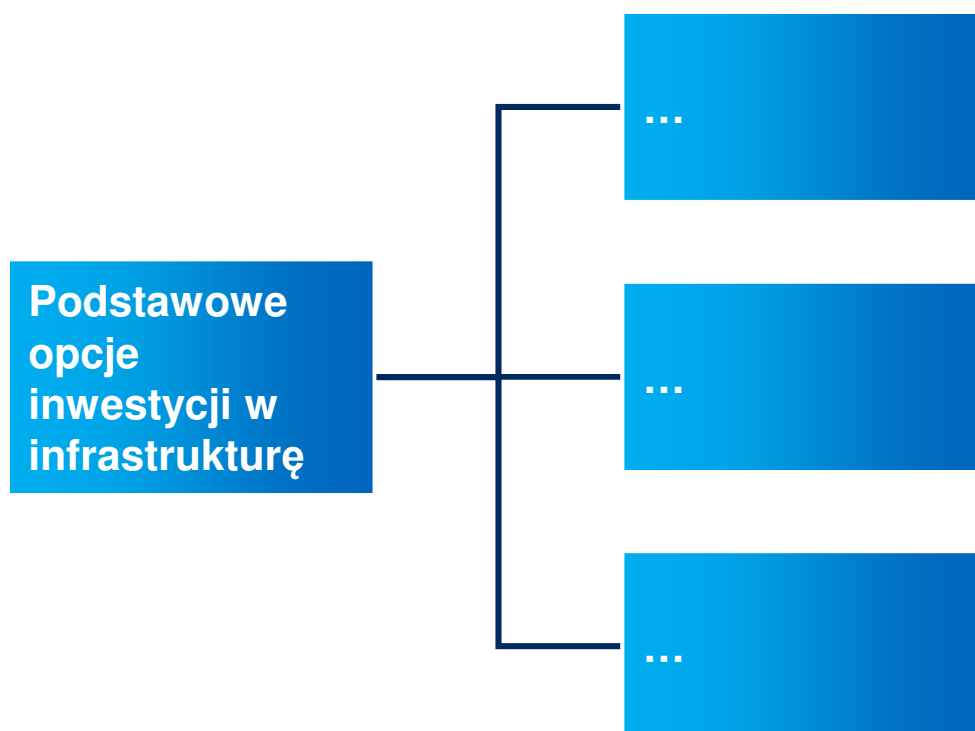 ...
Podstawowe
opcje
inwestycji w
infrastrukturę
...
...